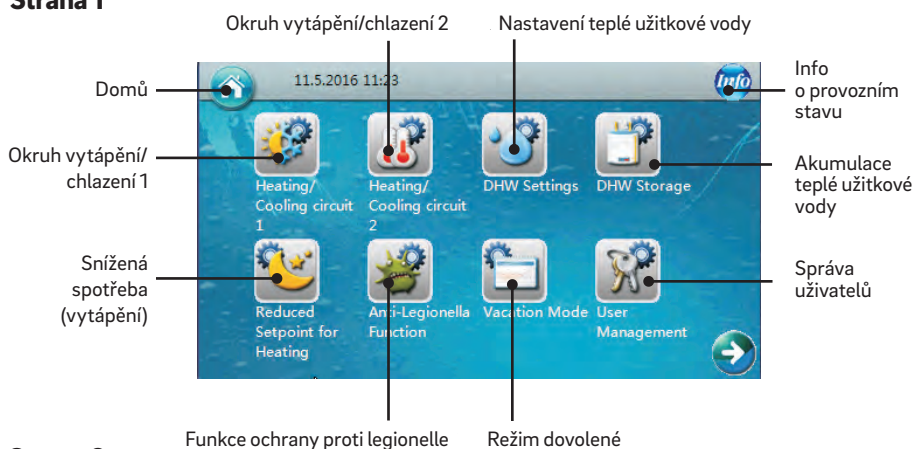 Strana 1
Okruh vytápění/chlazení 2
Nastavení teplé užitkové vody
Domů
11.5.2016 11:23
Info
Info
o provozním
stavu
Okruh vytápění/
chlazení 1
Heating/
Cooling circuit
1
Heating/
Cooling circuit
2
DHW Settings
DHW Storage
Akumulace
teplé užitkové
vody
Snížená
spotřeba
(vytápění)
Reduced
Setpoint for
Heating
Anti-Legionella
Function
Vacation Mode
User
Management
Správa
uživatelů
Funkce ochrany proti legionelle
Režim dovolené